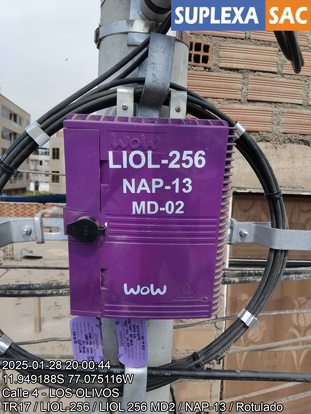 SUPLEXA SAC
WOW
LIOL-256
NAP-13
MD-02
WOW
2025-01-28 20:00:44
11.949188S 77.075116W
Calle 4 - LOS OLIVOS
TR17 / LIOL-256 / LIOL 256 MD2 / NAP-13 / Rotulado